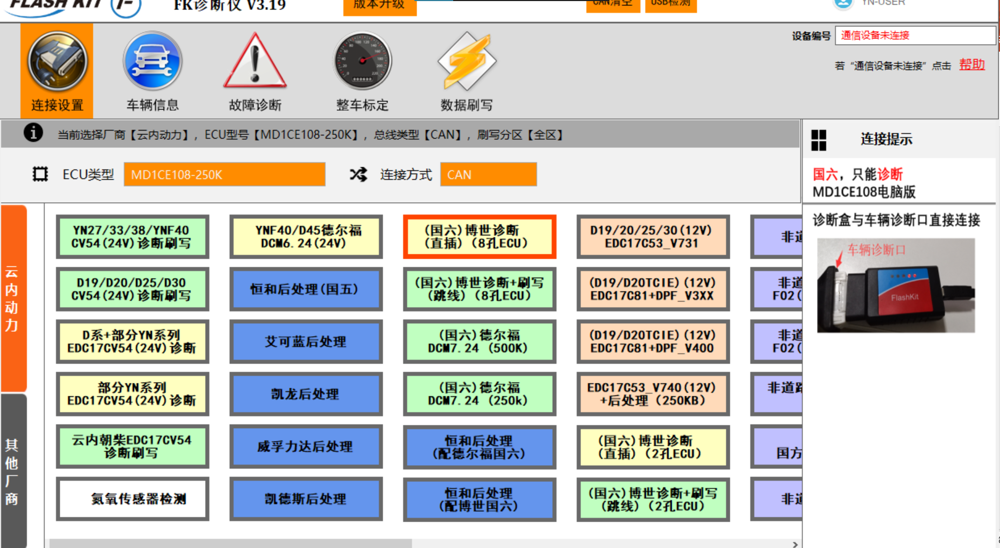 FLASH KIT
FK诊断仪 V3.19
版本升级
CAN清空
USB检测
YN-USER
设备编号
通信设备未连接
若“通信设备未连接”点击 帮助
连接设置
车辆信息
故障诊断
整车标定
数据刷写
当前选择厂商【云内动力】，ECU型号【MD1CE108-250K】，总线类型【CAN】，刷写分区【全区】
ECU类型
MD1CE108-250K
连接方式
CAN
云内动力
其他厂商
YN27/33/38/YNF40
CV54(24V)诊断刷写
YNF40/D45德尔福
DCM6.24(24V)
(国六)博世诊断
(直插)（8孔ECU）
D19/20/25/30(12V)
EDC17C53_V731
非道
D19/D20/D25/D30
CV54(24V)诊断刷写
恒和后处理(国五)
(国六)博世诊断+刷写
(跳线)（8孔ECU）
(D19/D20TCIE)(12V)
EDC17C81+DPF_V3XX
非道
F02(
D系+部分YN系列
EDC17CV54(24V)诊断
艾可蓝后处理
(国六)德尔福
DCM7.24 (500K)
(D19/D20TCIE)(12V)
EDC17C81+DPF_V400
非道
F02(
部分YN系列
EDC17CV54(24V)诊断
凯龙后处理
(国六)德尔福
DCM7.24 (250k)
EDC17C53_V740(12V)
+后处理（250KB）
非道路
云内朝柴EDC17CV54
诊断刷写
威孚力达后处理
恒和后处理
(配德尔福国六)
(国六)博世诊断
(直插)（2孔ECU）
国方
氮氧传感器检测
凯德斯后处理
恒和后处理
(配博世国六)
(国六)博世诊断+刷写
(跳线)（2孔ECU）
非道
连接提示
国六，只能诊断
MD1CE108电脑版
诊断盒与车辆诊断口直接连接
车辆诊断口
FlashKit